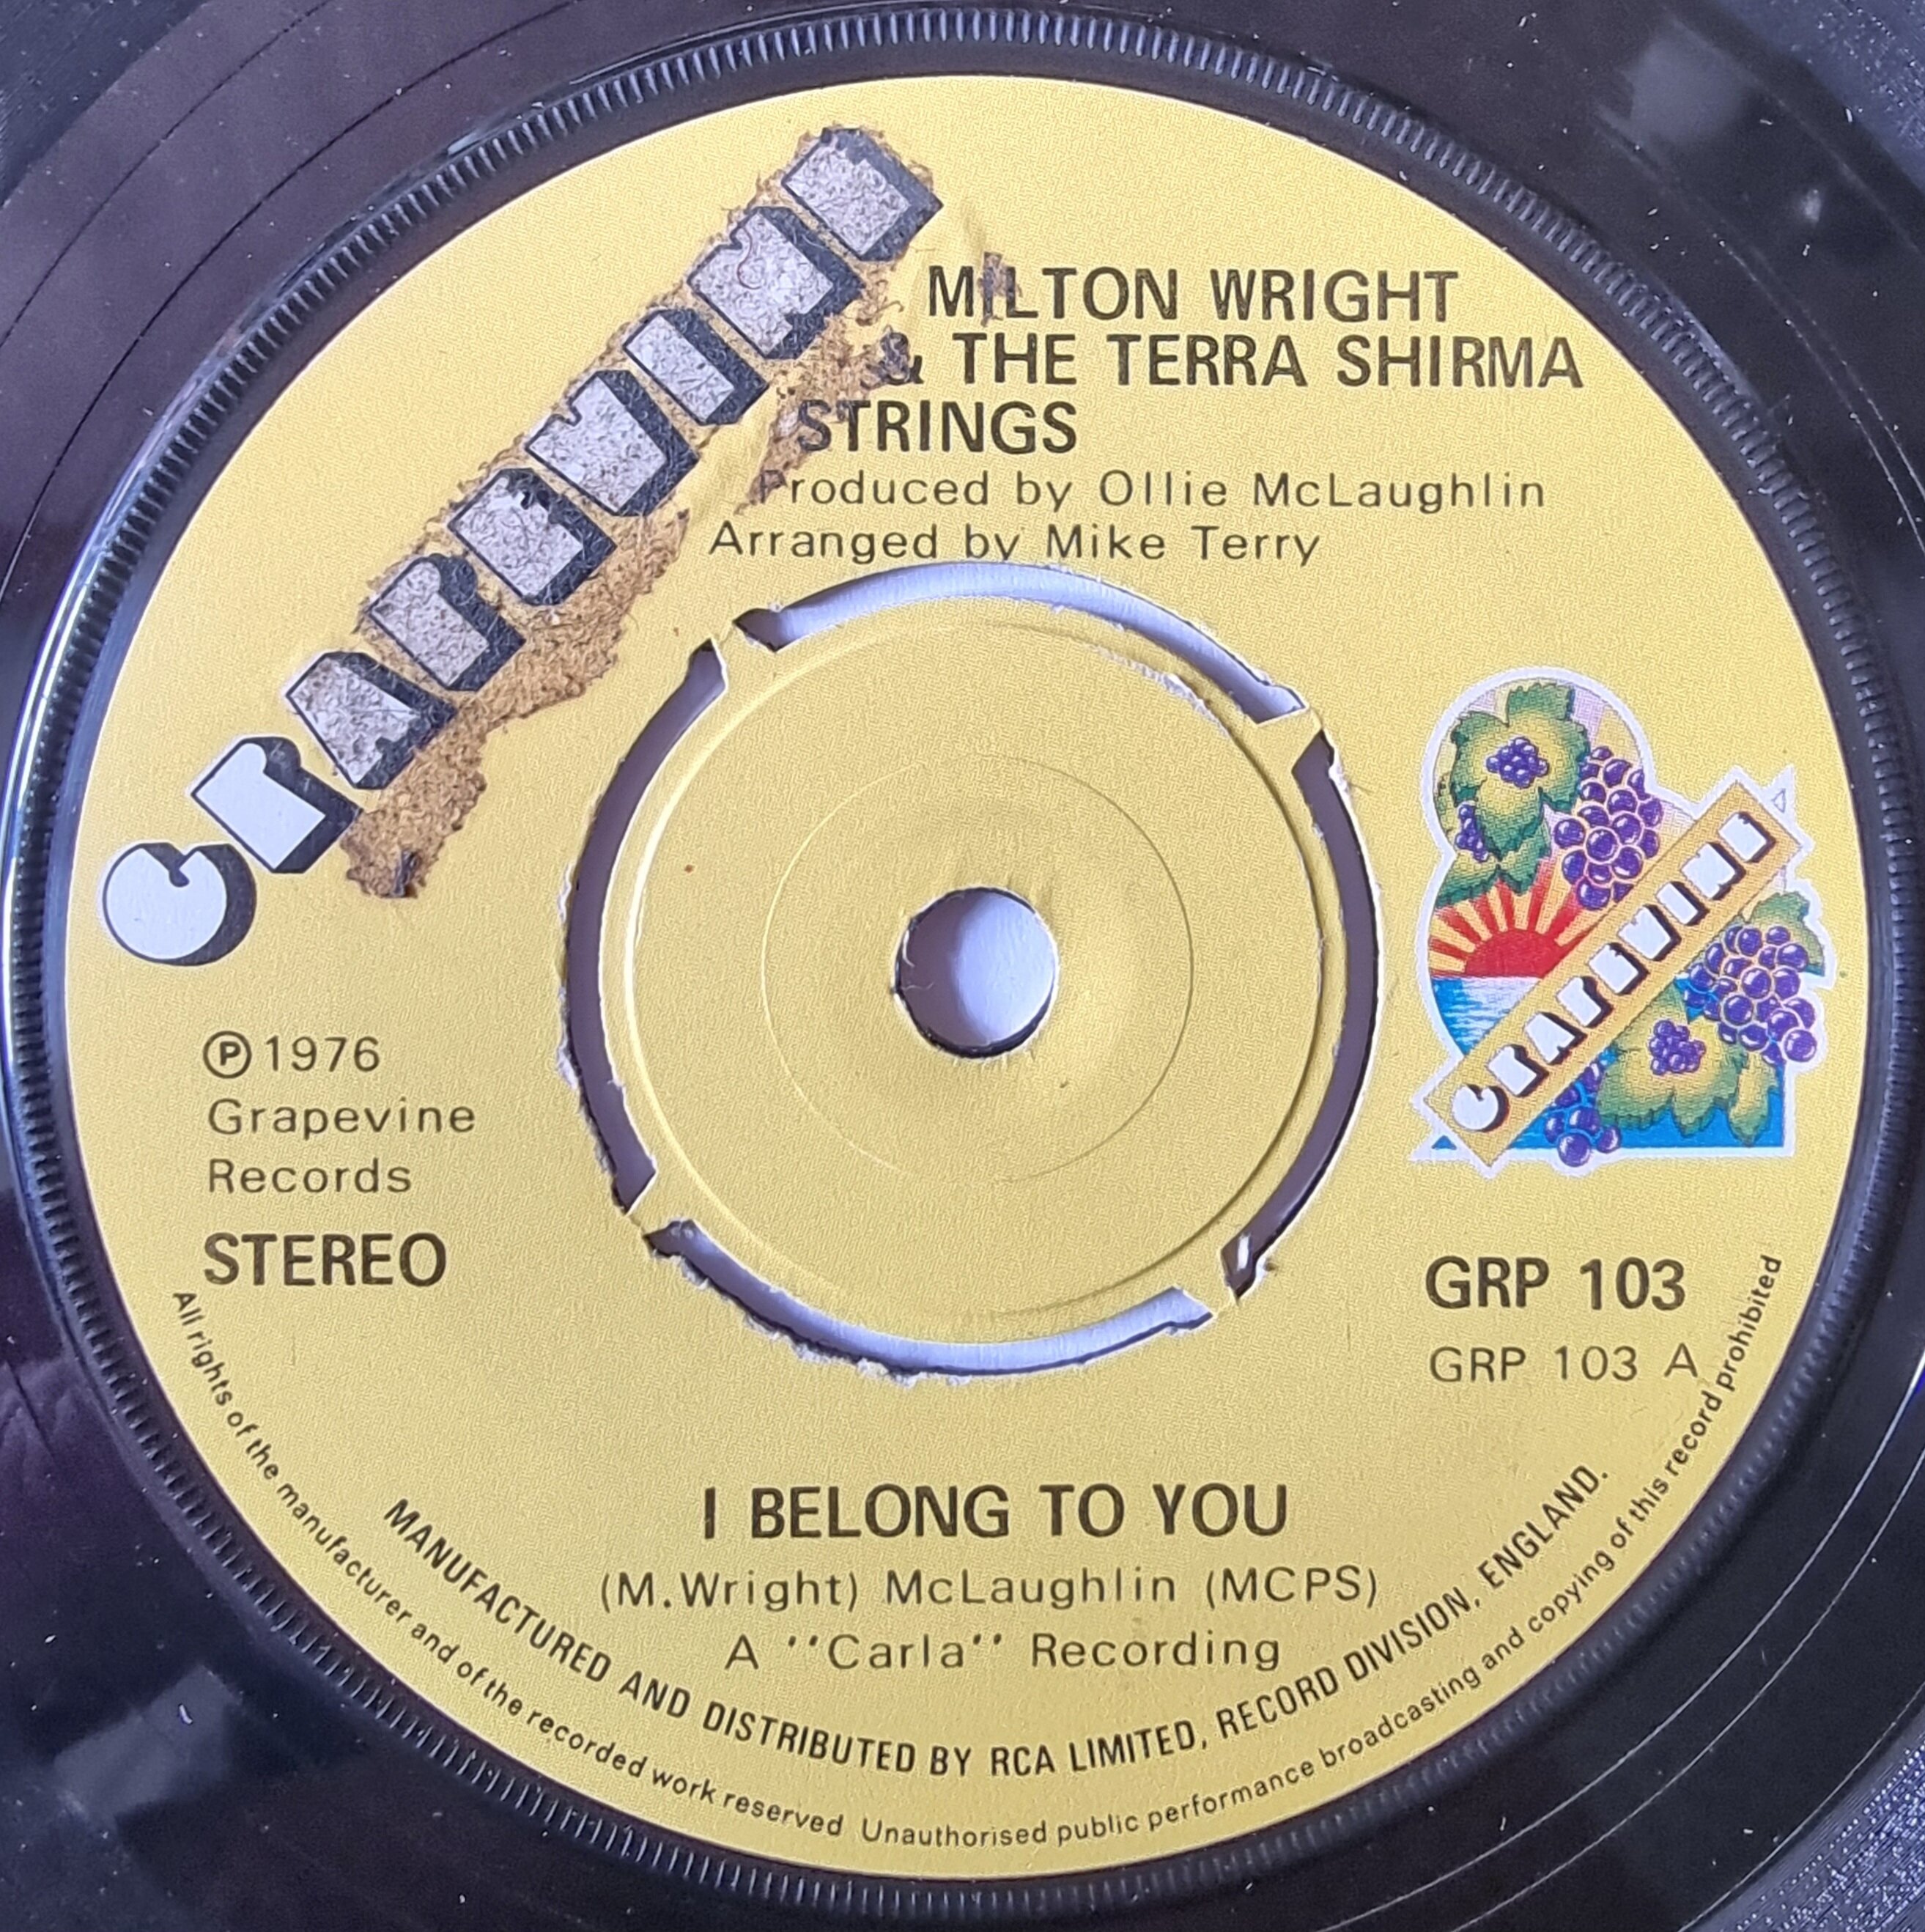 GRAPEVINE
MILTON WRIGHT
& THE TERRA SHIRMA
STRINGS
Produced by Ollie McLaughlin
Arranged by Mike Terry
GRAPEVINE
Ⓟ1976
Grapevine
Records
STEREO
GRP 103
GRP 103 A
I BELONG TO YOU
(M.Wright) McLaughlin (MCPS)
A ''Carla'' Recording
MANUFACTURED AND DISTRIBUTED BY RCA LIMITED, RECORD DIVISION, ENGLAND.
All rights of the manufacturer and of the recorded work reserved Unauthorised public performance broadcasting and copying of this record prohibited